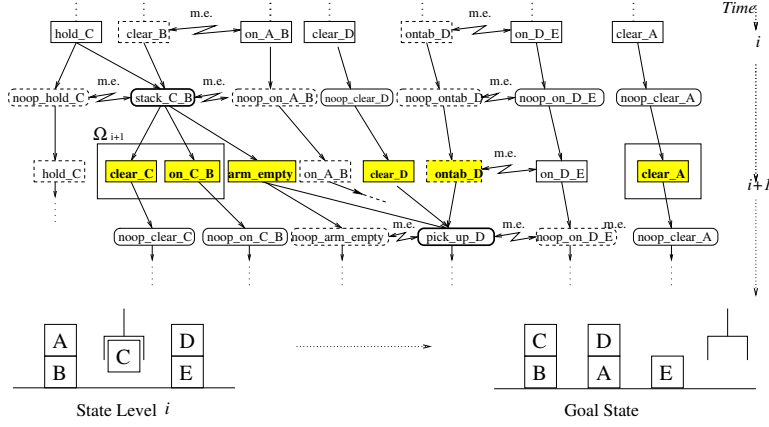 Time
hold_C clear_B m.e. on_A_B clear_D ontab_D m.e. on_D_E clear_A
i
noop_hold_C m.e. stack_C_B m.e. noop_on_A_B noop_clear_D noop_ontab_D m.e. noop_on_D_E noop_clear_A
Ω i+1
hold_C clear_C on_C_B arm_empty on_A_B clear_D ontab_D m.e. on_D_E clear_A
i+1
noop_clear_C noop_on_C_B noop_arm_empty m.e. pick_up_D m.e. noop_on_D_E m.e. noop_clear_A
A C D C D
B E B A E
State Level i Goal State